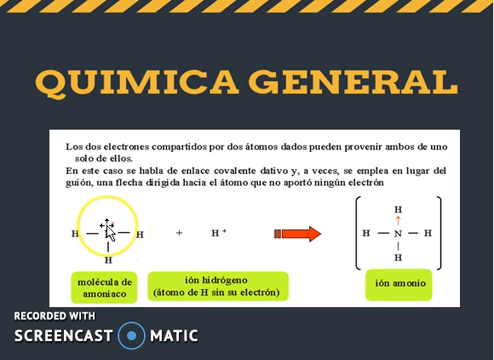 QUIMICA GENERAL
Los dos electrones compartidos por dos átomos dados pueden provenir ambos de uno
solo de ellos.
En este caso se habla de enlace covalente dativo y, a veces, se emplea en lugar del
guión, una flecha dirigida hacia el átomo que no aportó ningún electrón
H
H — — H + H + H — N — H
H H
molécula de
amoniaco
ión hidrógeno
(átomo de H sin su electrón)
ión amonio
RECORDED WITH
SCREENCAST MATIC